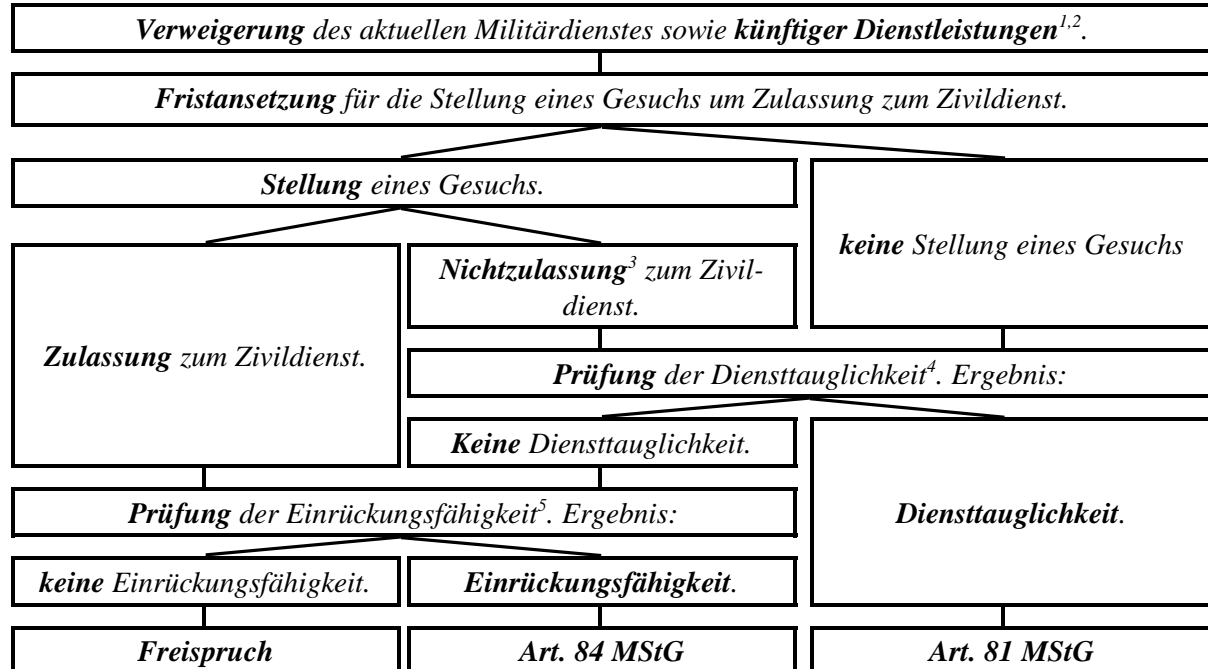 Verweigerung des aktuellen Militärdienstes sowie künftiger Dienstleistungen1,2.
Fristansetzung für die Stellung eines Gesuchs um Zulassung zum Zivildienst.
Stellung eines Gesuchs.
keine Stellung eines Gesuchs
Nichtzulassung3 zum Zivil-
dienst.
Zulassung zum Zivildienst.
Prüfung der Diensttauglichkeit4. Ergebnis:
Keine Diensttauglichkeit.
Prüfung der Einrückungsfähigkeit5. Ergebnis:
Diensttauglichkeit.
keine Einrückungsfähigkeit.
Einrückungsfähigkeit.
Freispruch
Art. 84 MStG
Art. 81 MStG